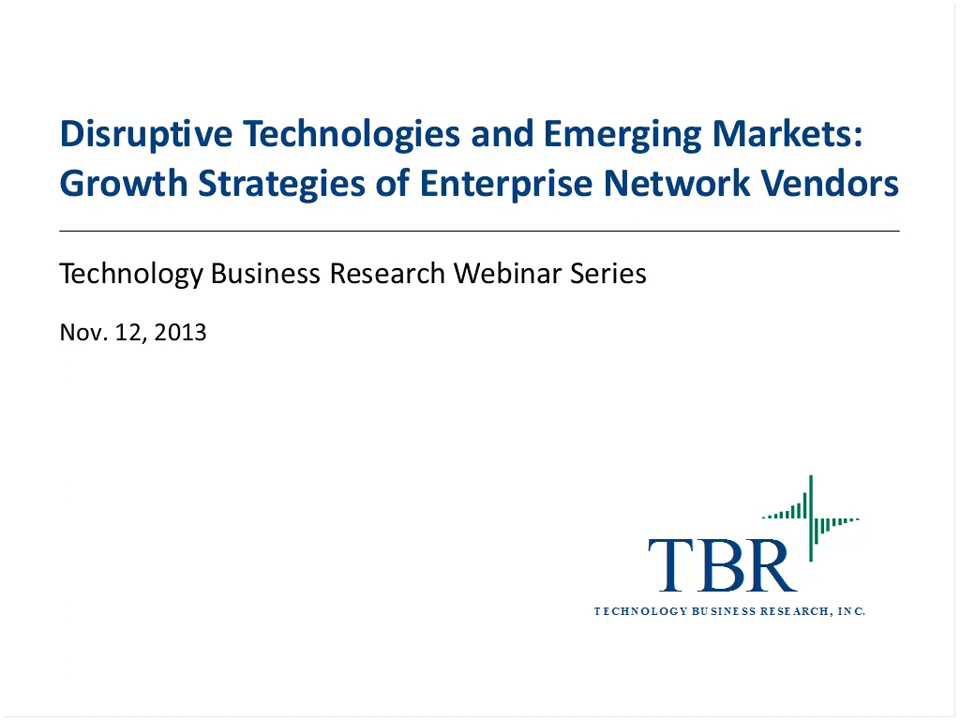 Disruptive Technologies and Emerging Markets:
Growth Strategies of Enterprise Network Vendors
Technology Business Research Webinar Series
Nov. 12, 2013
TBR
TECHNOLOGY BUSINESS RESEARCH, INC.